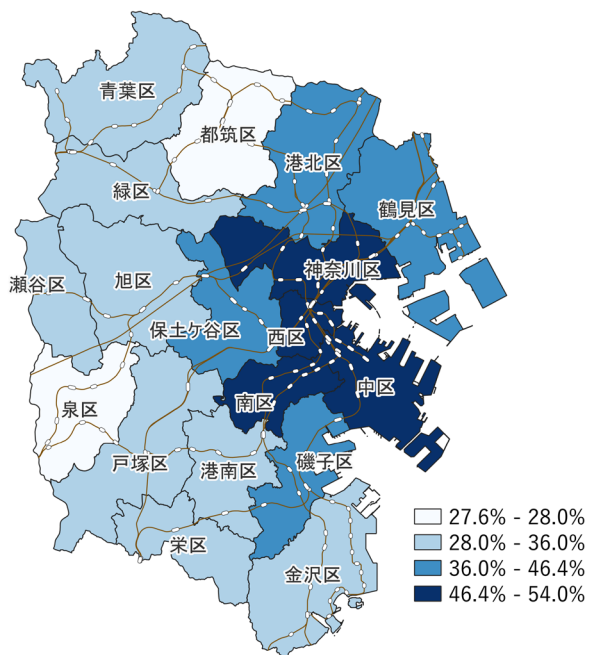 青葉区
都筑区
港北区
緑区
鶴見区
瀬谷区
旭区
神奈川区
保土ケ谷区
西区
中区
南区
泉区
戸塚区
港南区
磯子区
栄区
金沢区
27.6% - 28.0%
28.0% - 36.0%
36.0% - 46.4%
46.4% - 54.0%